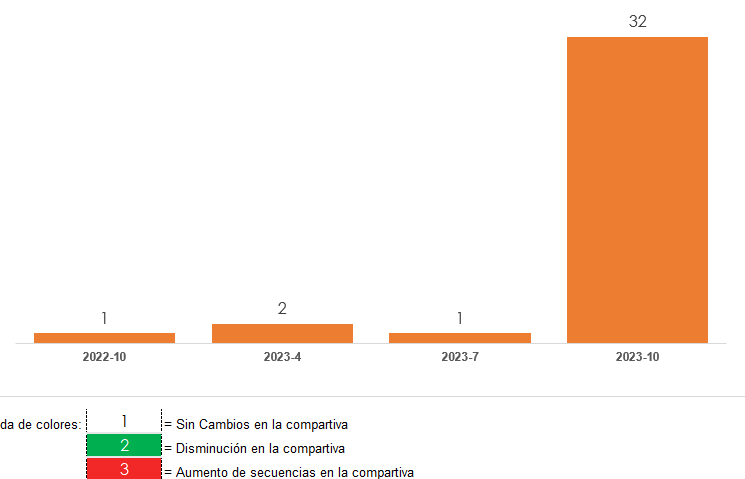 32
2
1
1
2022-10
2023-4
2023-7
2023-10
da de colores: 1 = Sin Cambios en la compartiva
2 = Disminución en la compartiva
3 = Aumento de secuencias en la compartiva